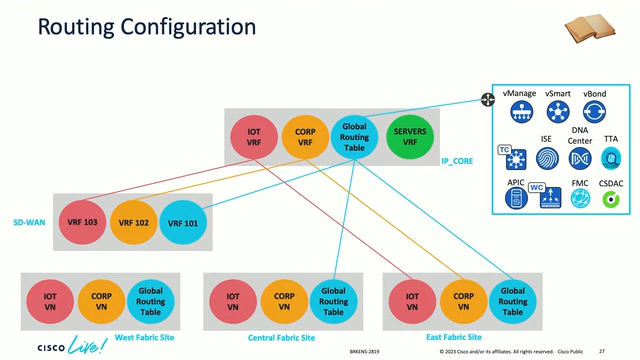 Routing Configuration
vManage
vSmart
vBond
ISE
DNA
Center
TTA
TC
APIC
WC
FMC
CSDAC
IOT
VRF
CORP
VRF
Global
Routing
Table
SERVERS
VRF
IP_CORE
SD-WAN
VRF 103
VRF 102
VRF 101
IOT
VN
CORP
VN
Global
Routing
Table
West Fabric Site
IOT
VN
CORP
VN
Global
Routing
Table
Central Fabric Site
IOT
VN
CORP
VN
Global
Routing
Table
East Fabric Site
CISCO Live!
BRKENS-2819
© 2023 Cisco and/or its affiliates. All rights reserved. Cisco Public
27